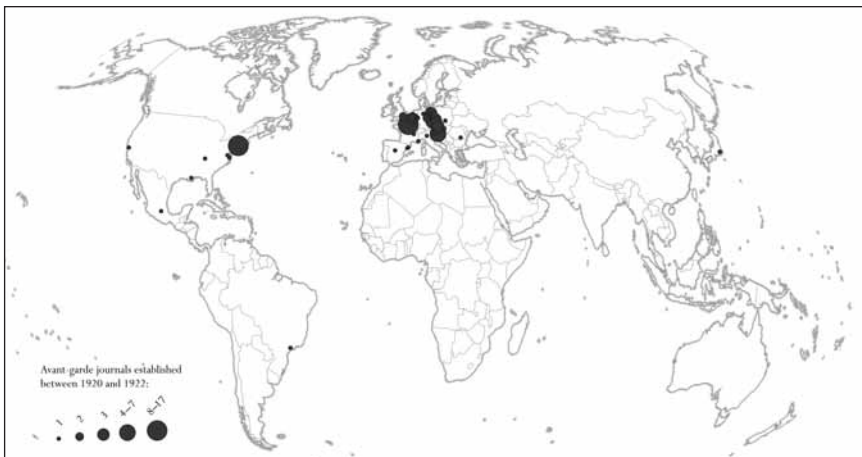 Avant-garde journals established
between 1920 and 1922:
1 2 3 4–7 8–17